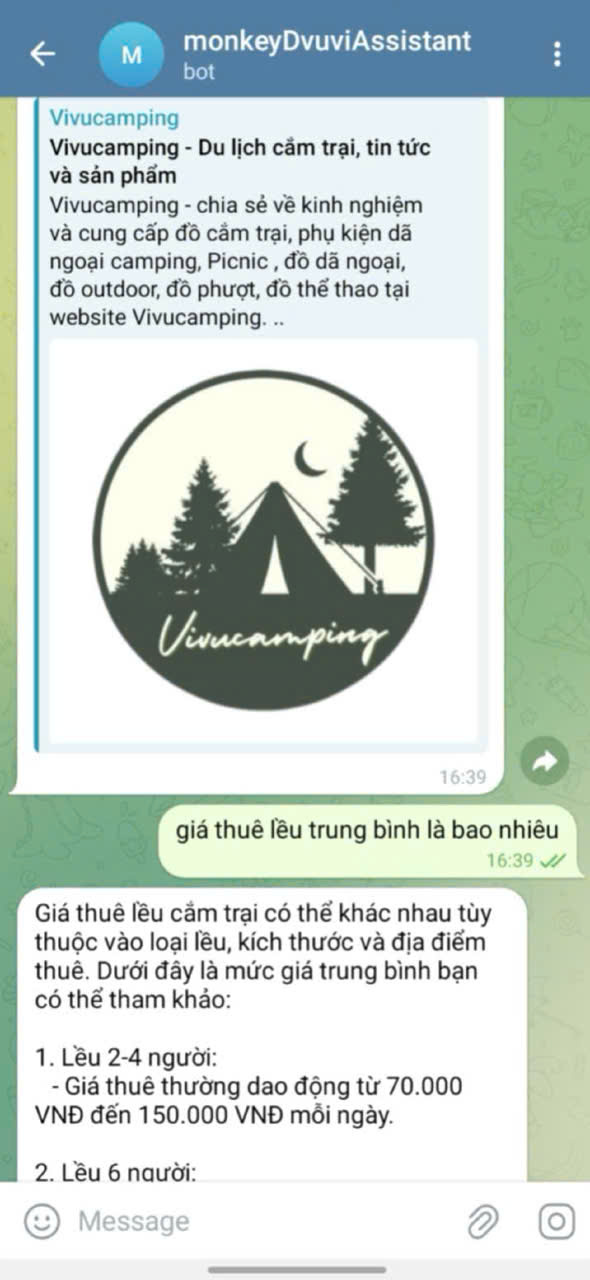 monkeyDvuviAssistant
M
bot
Vivucamping
Vivucamping - Du lịch cắm trại, tin tức
và sản phẩm
Vivucamping - chia sẻ về kinh nghiệm
và cung cấp đồ cắm trại, phụ kiện dã
ngoại camping, Picnic , đồ dã ngoại,
đồ outdoor, đồ phượt, đồ thể thao tại
website Vivucamping. ..
Vivucamping
16:39
giá thuê lều trung bình là bao nhiêu
16:39
Giá thuê lều cắm trại có thể khác nhau tùy
thuộc vào loại lều, kích thước và địa điểm
thuê. Dưới đây là mức giá trung bình bạn
có thể tham khảo:
1. Lều 2-4 người:
- Giá thuê thường dao động từ 70.000
VNĐ đến 150.000 VNĐ mỗi ngày.
2. Lều 6 người:
Message